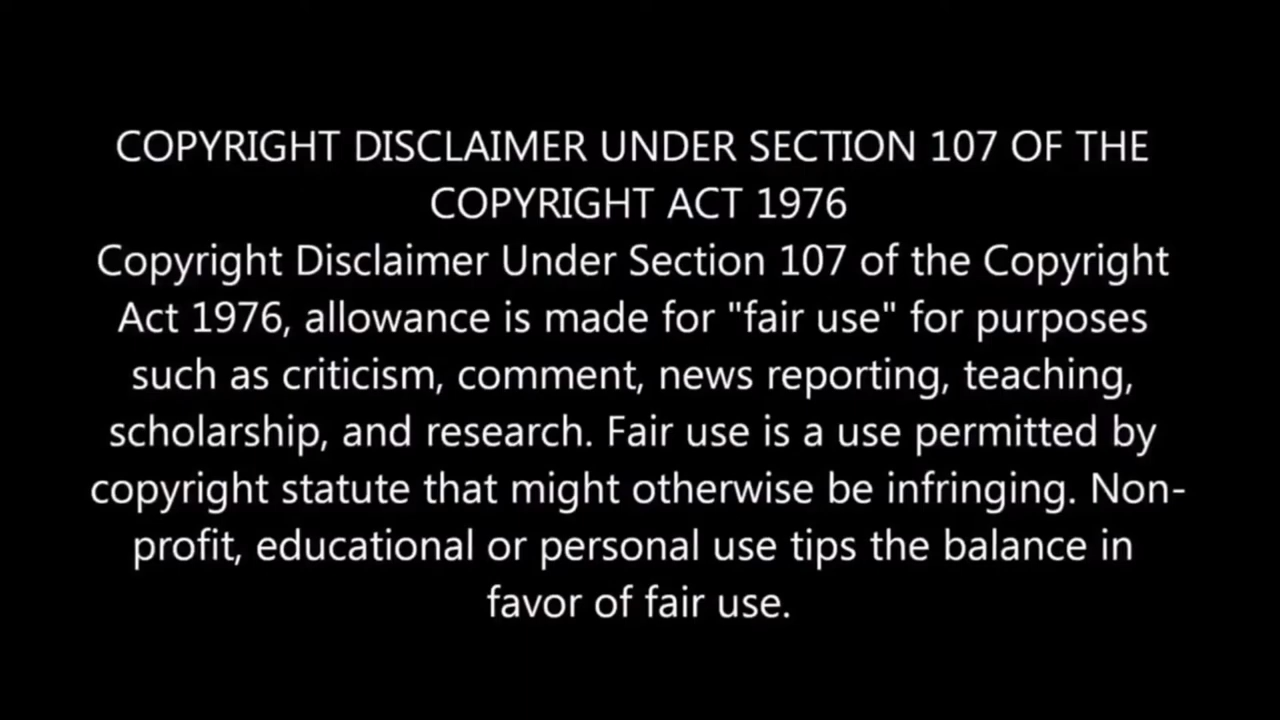 COPYRIGHT DISCLAIMER UNDER SECTION 107 OF THE
COPYRIGHT ACT 1976
Copyright Disclaimer Under Section 107 of the Copyright
Act 1976, allowance is made for "fair use" for purposes
such as criticism, comment, news reporting, teaching,
scholarship, and research. Fair use is a use permitted by
copyright statute that might otherwise be infringing. Non-
profit, educational or personal use tips the balance in
favor of fair use.